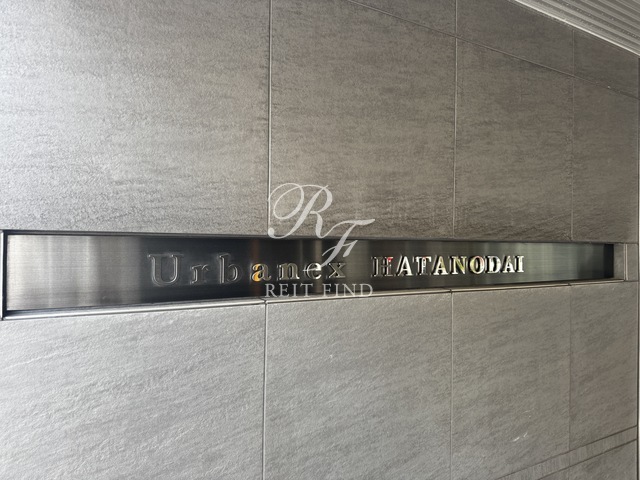 RF
Urbanex HATANODAI
REIT FIND